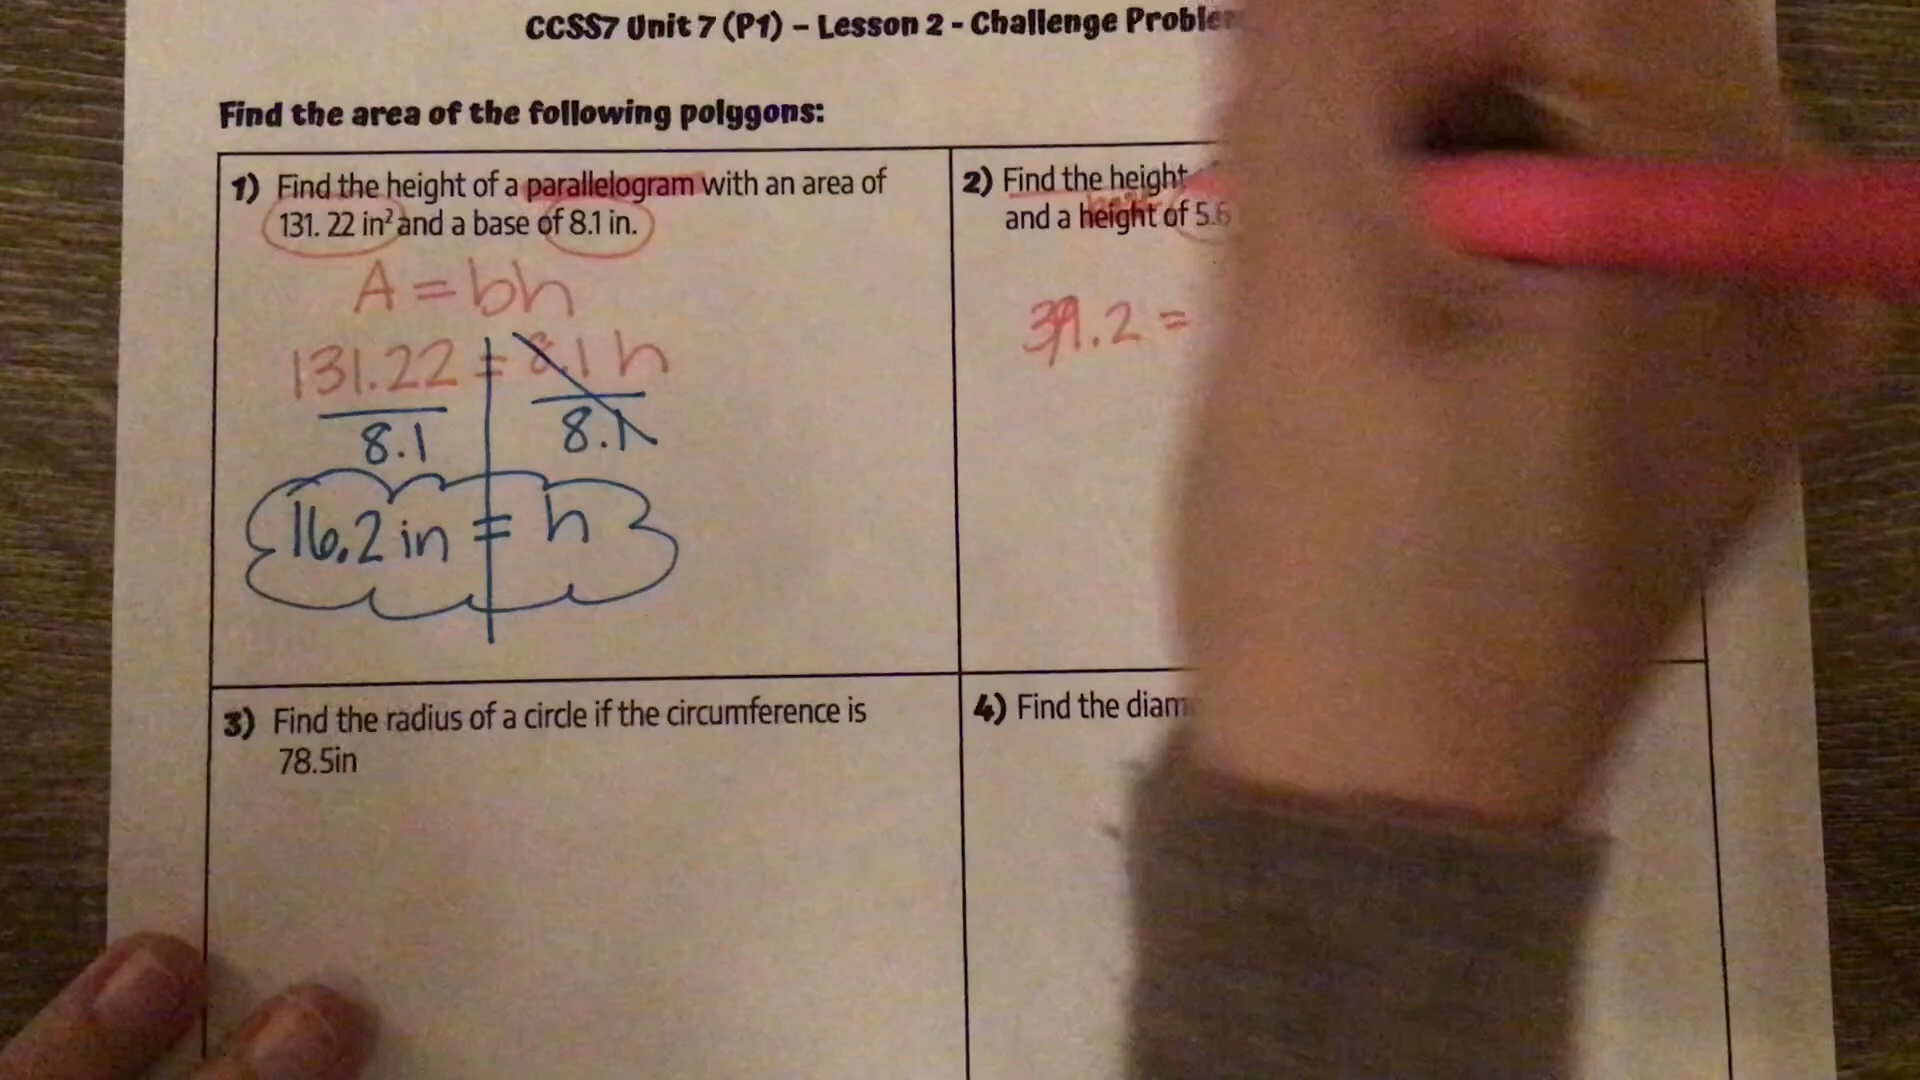 CCSS7 Unit 7 (P1) – Lesson 2 - Challenge
Find the area of the following polygons:
1) Find the height of a parallelogram with an area of
131. 22 in² and a base of 8.1 in.
A = bh
131.22 = 8.1 h
8.1 8.1
16.2 in = h
2) Find the height
and a height of 5.6
39.2 =
3) Find the radius of a circle if the circumference is
78.5in
4) Find the